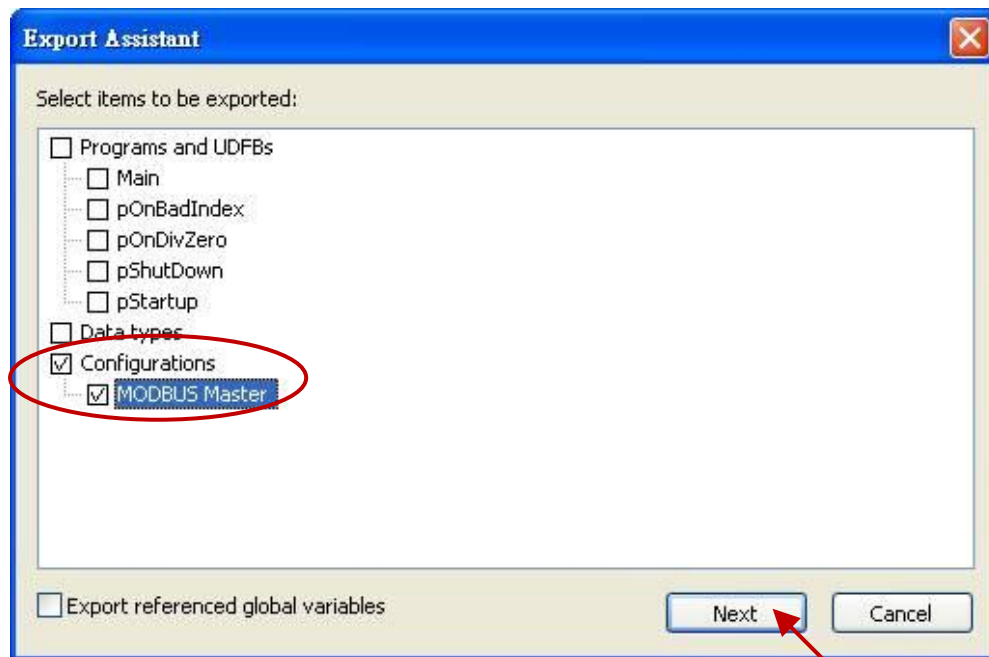 Export Assistant
Select items to be exported:
Programs and UDFBs
Main
pOnBadIndex
pOnDivZero
pShutDown
pStartup
Data types
Configurations
MODBUS Master
Export referenced global variables
Next
Cancel